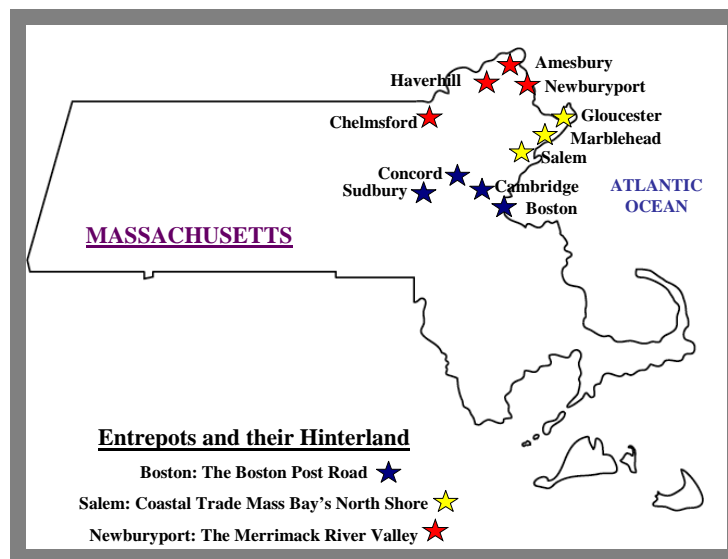 Amesbury
Haverhill
Newburyport
Gloucester
Chelmsford
Marblehead
Salem
Concord
Cambridge
Sudbury
ATLANTIC
OCEAN
Boston
MASSACHUSETTS
Entrepots and their Hinterland
Boston: The Boston Post Road
Salem: Coastal Trade Mass Bay's North Shore
Newburyport: The Merrimack River Valley